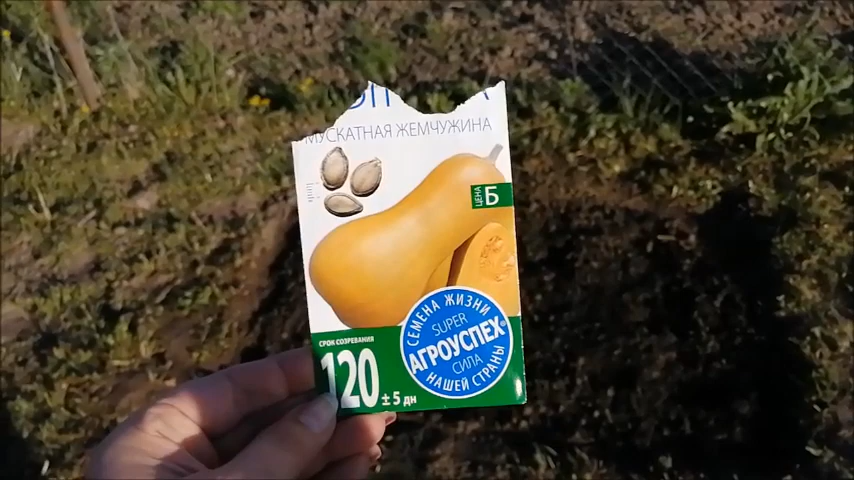 МУСКАТНАЯ ЖЕМЧУЖИНА
ЦЕНА Б
СЕМЕНА ЖИЗНИ
SUPER
АГРОУСПЕХ®
СИЛА
НАШЕЙ СТРАНЫ
СРОК СОЗРЕВАНИЯ
120 ±5 дн